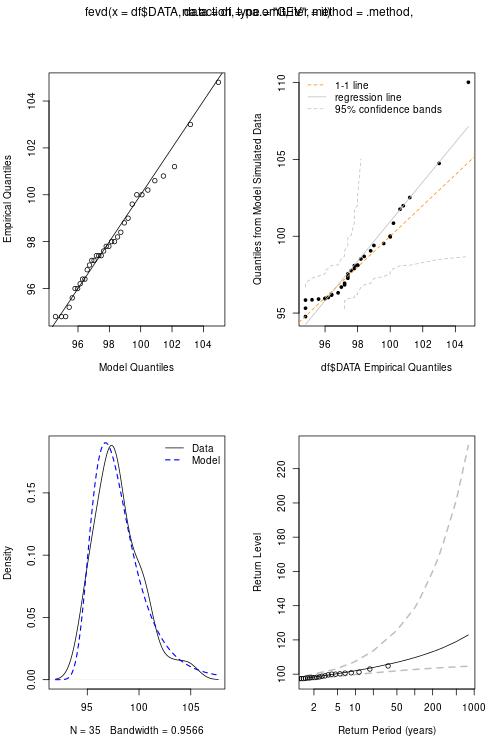 fevd(x = df$DATA, data = df, type = "GEV", method = .method,
96 98 100 102 104
96 98 100 102 104
Model Quantiles
Empirical Quantiles
1-1 line
regression line
95% confidence bands
95 100 105 110
96 98 100 102 104
df$DATA Empirical Quantiles
Quantiles from Model Simulated Data
Data
Model
0.00 0.05 0.10 0.15
95 100 105
N = 35 Bandwidth = 0.9566
Density
100 120 140 160 180 200 220
2 5 10 50 200 1000
Return Period (years)
Return Level